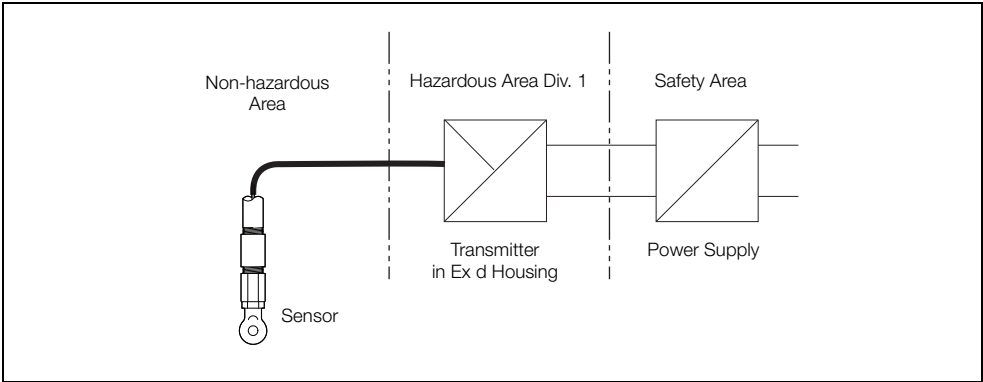 Non-hazardous
Area
Hazardous Area Div. 1
Safety Area
Transmitter
in Ex d Housing
Power Supply
Sensor